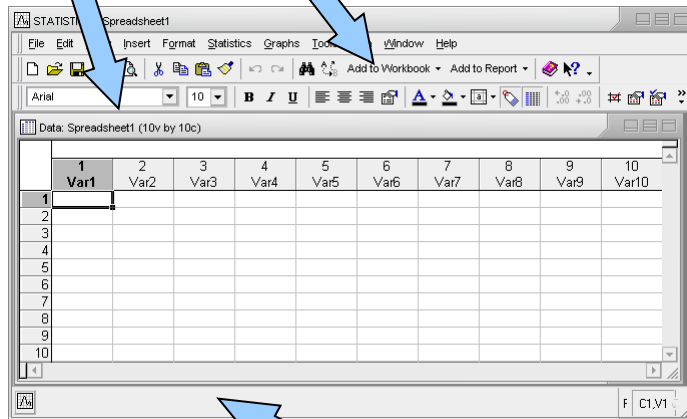 STATIST Spreadsheet1
File Edit Insert Format Statistics Graphs Window Help
Add to Workbook Add to Report
Arial 10 B I U
Data: Spreadsheet1 (10v by 10c)
1 2 3 4 5 6 7 8 9 10
Var1 Var2 Var3 Var4 Var5 Var6 Var7 Var8 Var9 Var10
1
2
3
4
5
6
7
8
9
10
C1,V1